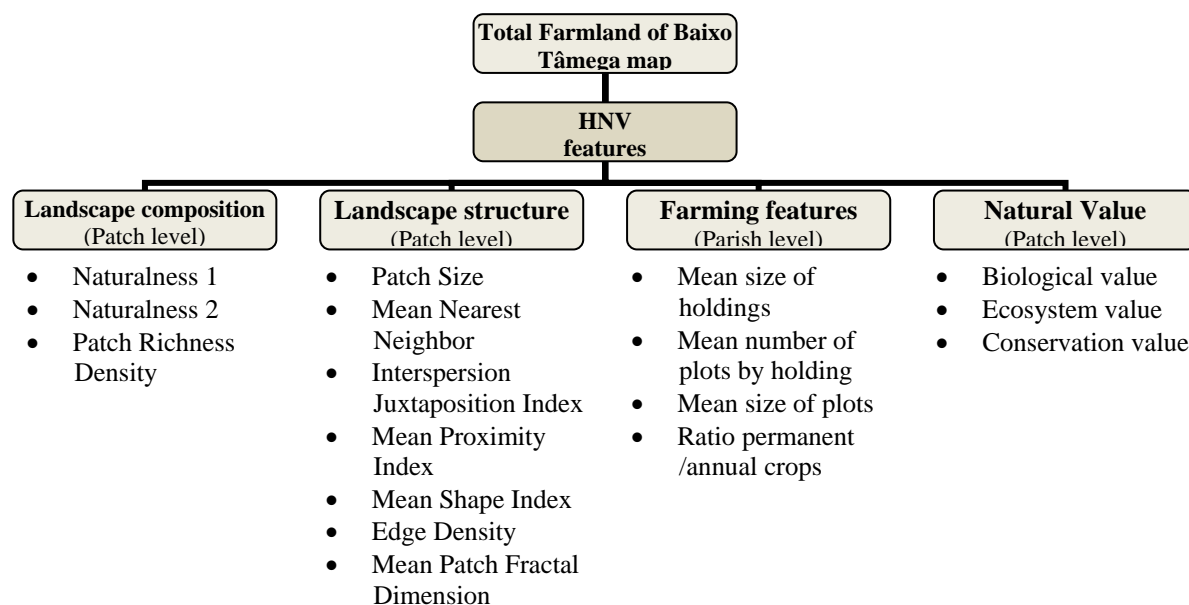 Total Farmland of Baixo
Tâmega map
HNV
features
Landscape composition
(Patch level)
• Naturalness 1
• Naturalness 2
• Patch Richness
Density
Landscape structure
(Patch level)
• Patch Size
• Mean Nearest
Neighbor
• Interspersion
Juxtaposition Index
• Mean Proximity
Index
• Mean Shape Index
• Edge Density
• Mean Patch Fractal
Dimension
Farming features
(Parish level)
• Mean size of
holdings
• Mean number of
plots by holding
• Mean size of plots
• Ratio permanent
/annual crops
Natural Value
(Patch level)
• Biological value
• Ecosystem value
• Conservation value